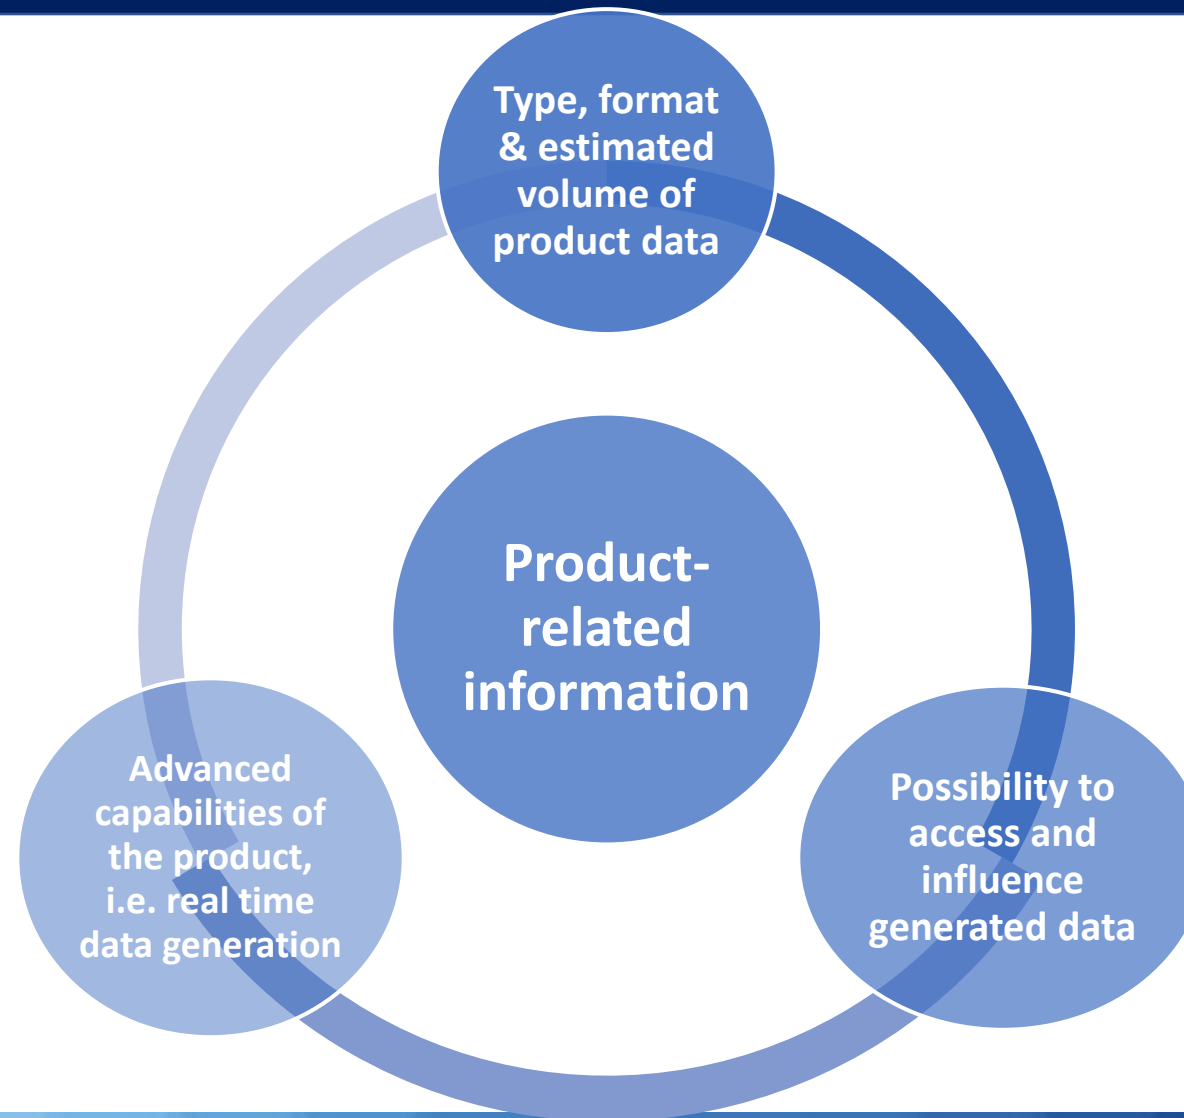 Type, format
& estimated
volume of
product data
Product-
related
information
Possibility to
access and
influence
generated data
Advanced
capabilities of
the product,
i.e. real time
data generation